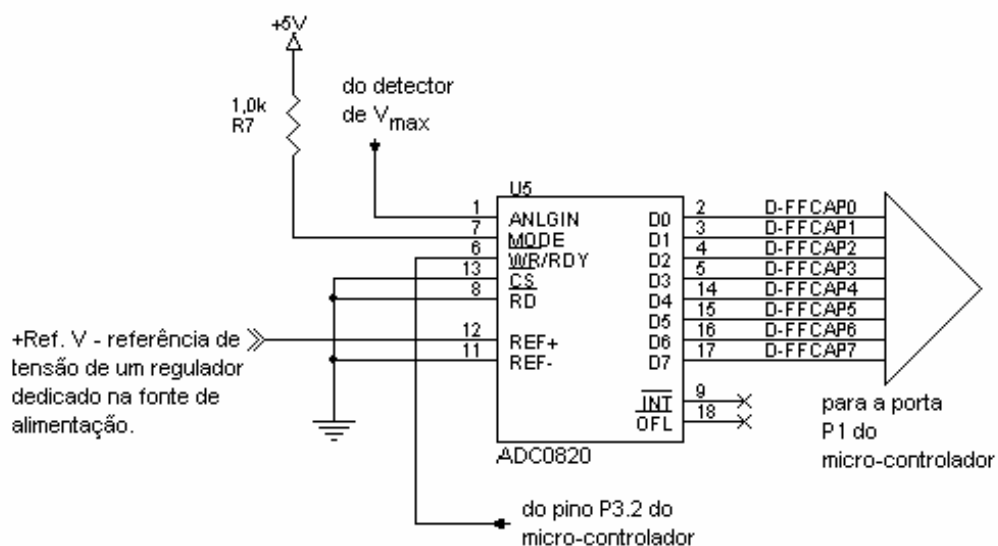 +5V
1,0k
R7
do detector
de Vmax
U5
1
7
6
13
8
12
11
ANLGIN
MODE
WR/RDY
CS
RD
REF+
REF-
D0
D1
D2
D3
D4
D5
D6
D7
INT
OFL
2
3
4
5
14
15
16
17
9
18
D-FFCAP0
D-FFCAP1
D-FFCAP2
D-FFCAP3
D-FFCAP4
D-FFCAP5
D-FFCAP6
D-FFCAP7
ADC0820
+Ref. V - referência de
tensão de um regulador
dedicado na fonte de
alimentação.
para a porta
P1 do
micro-controlador
do pino P3.2 do
micro-controlador